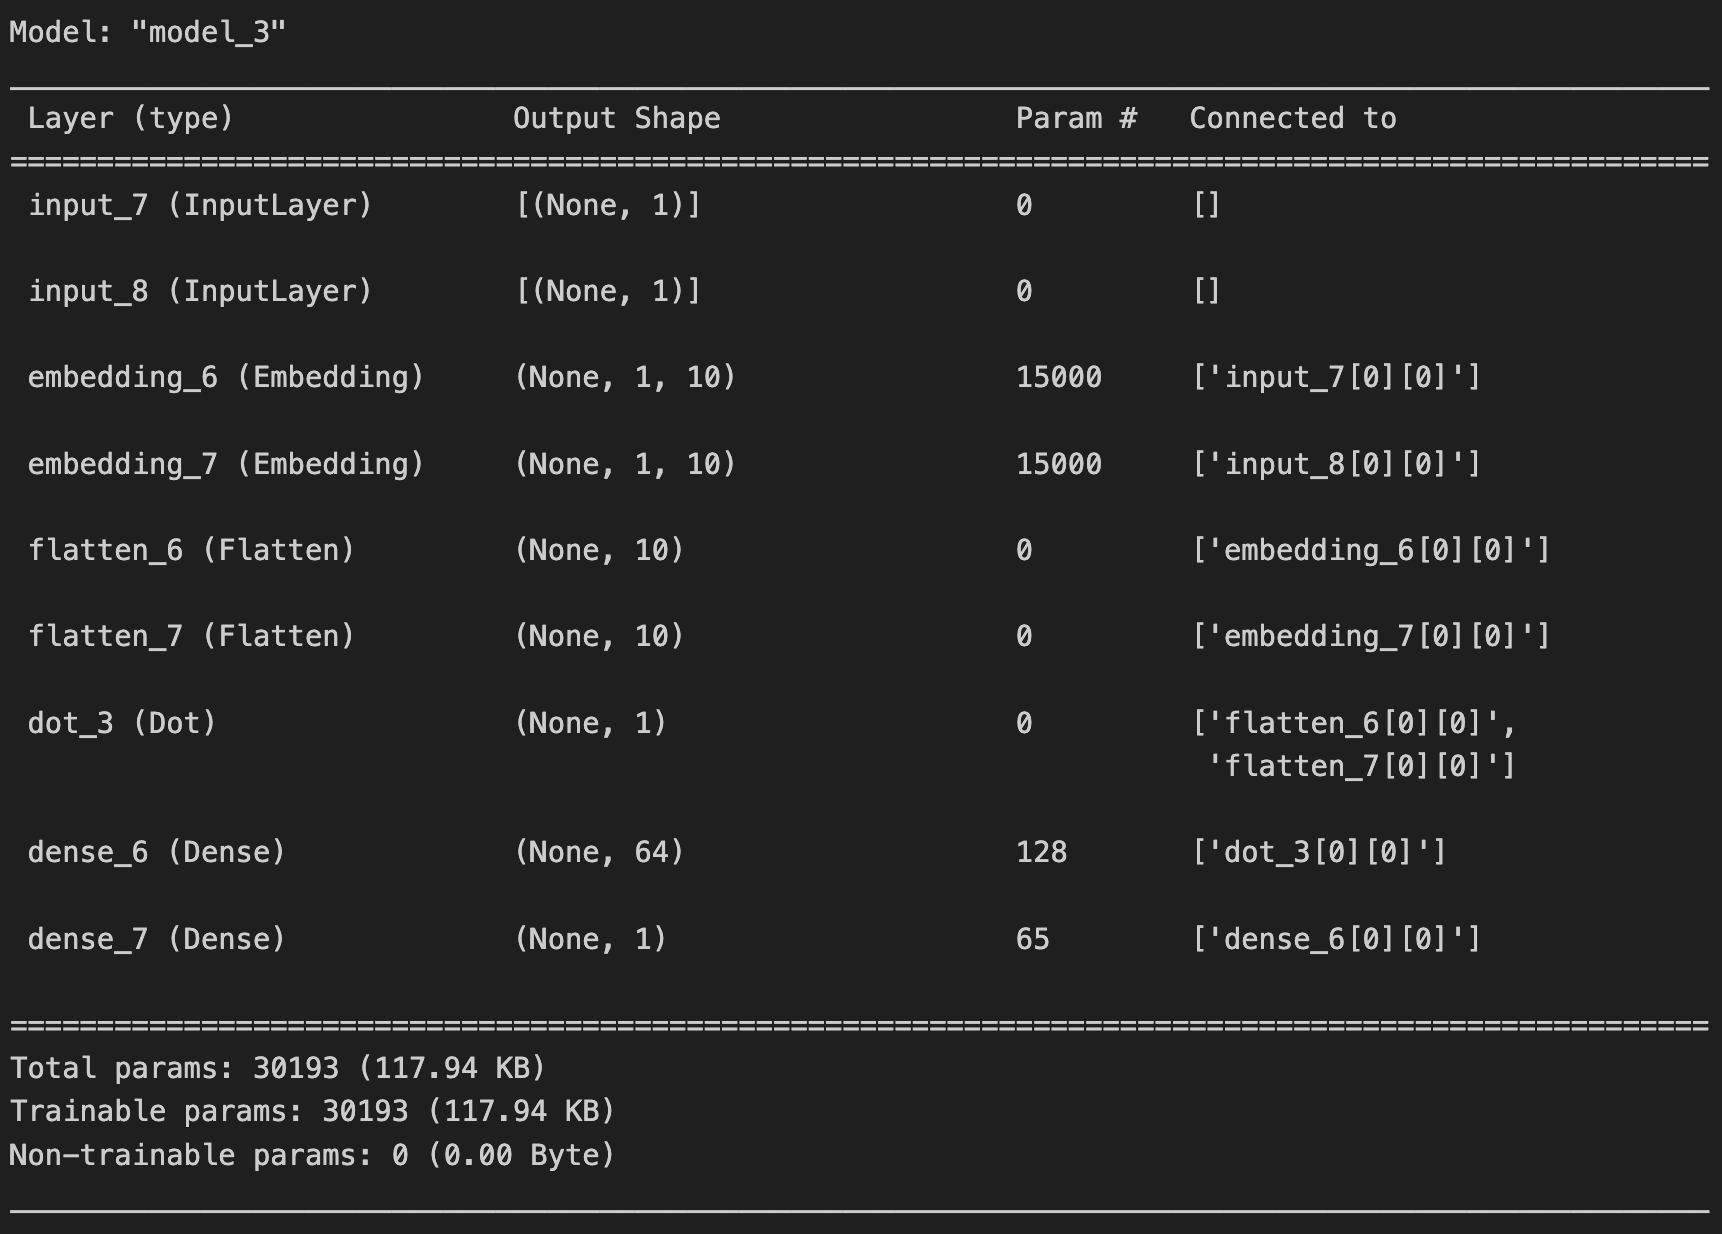 Model: "model_3"
Layer (type) Output Shape Param # Connected to
input_7 (InputLayer) [(None, 1)] 0 []
input_8 (InputLayer) [(None, 1)] 0 []
embedding_6 (Embedding) (None, 1, 10) 15000 ['input_7[0][0]']
embedding_7 (Embedding) (None, 1, 10) 15000 ['input_8[0][0]']
flatten_6 (Flatten) (None, 10) 0 ['embedding_6[0][0]']
flatten_7 (Flatten) (None, 10) 0 ['embedding_7[0][0]']
dot_3 (Dot) (None, 1) 0 ['flatten_6[0][0]',
'flatten_7[0][0]']
dense_6 (Dense) (None, 64) 128 ['dot_3[0][0]']
dense_7 (Dense) (None, 1) 65 ['dense_6[0][0]']
Total params: 30193 (117.94 KB)
Trainable params: 30193 (117.94 KB)
Non-trainable params: 0 (0.00 Byte)